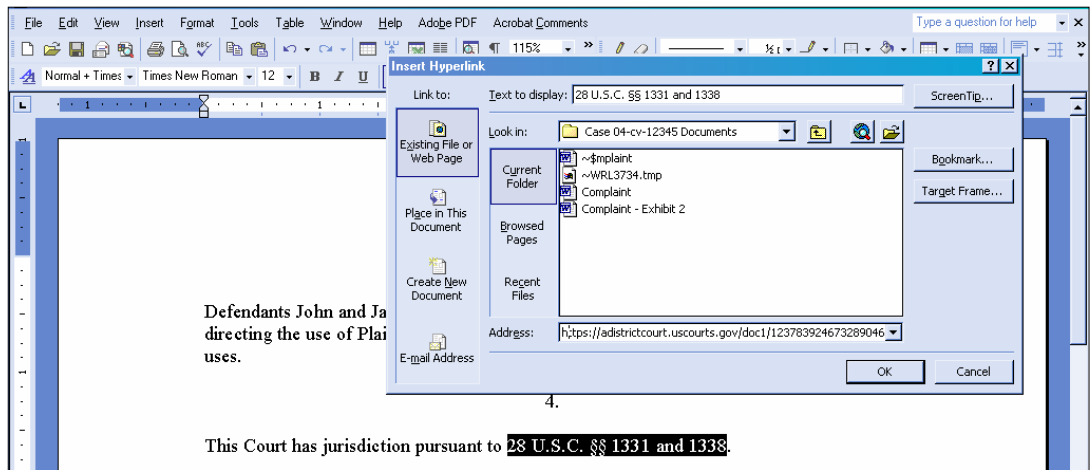 File Edit View Insert Format Tools Table Window Help Adobe PDF Acrobat Comments Type a question for help
115%
Normal + Times Times New Roman 12 B I U
Insert Hyperlink
Link to: Text to display: 28 U.S.C. §§ 1331 and 1338 ScreenTip...
Look in: Case 04-cv-12345 Documents
Existing File or
Web Page
Place in This
Document
Create New
Document
E-mail Address
Current
Folder
Browsed
Pages
Recent
Files
~$mplaint
~WRL3734.tmp
Complaint
Complaint - Exhibit 2
Bookmark...
Target Frame...
Address: https://adistrictcourt.uscourts.gov/doc1/123783924673289046
OK Cancel
Defendants John and Ja
directing the use of Plai
uses.
4.
This Court has jurisdiction pursuant to 28 U.S.C. §§ 1331 and 1338.